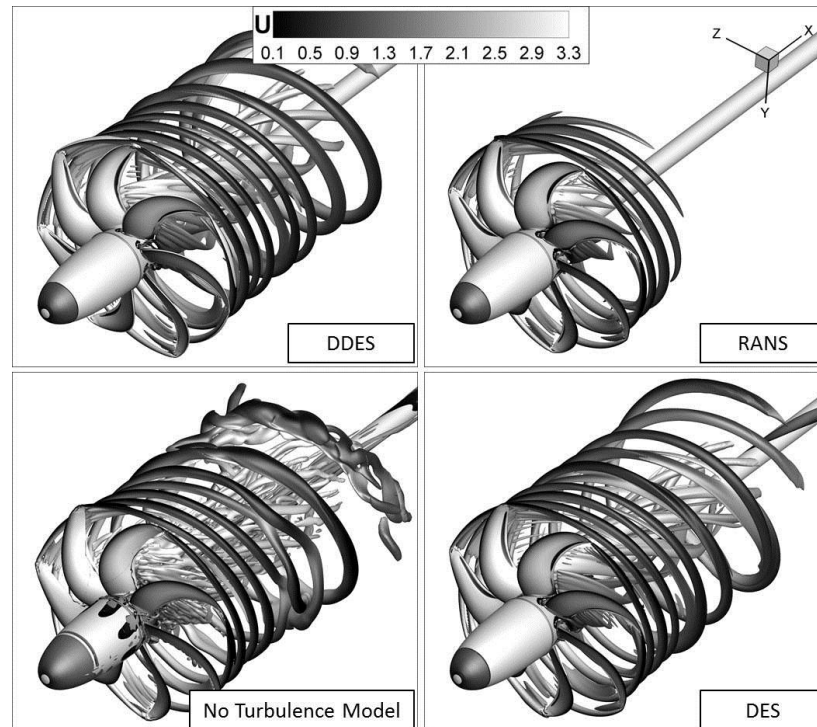 U
0.1 0.5 0.9 1.3 1.7 2.1 2.5 2.9 3.3
Z
X
Y
DDES
RANS
No Turbulence Model
DES